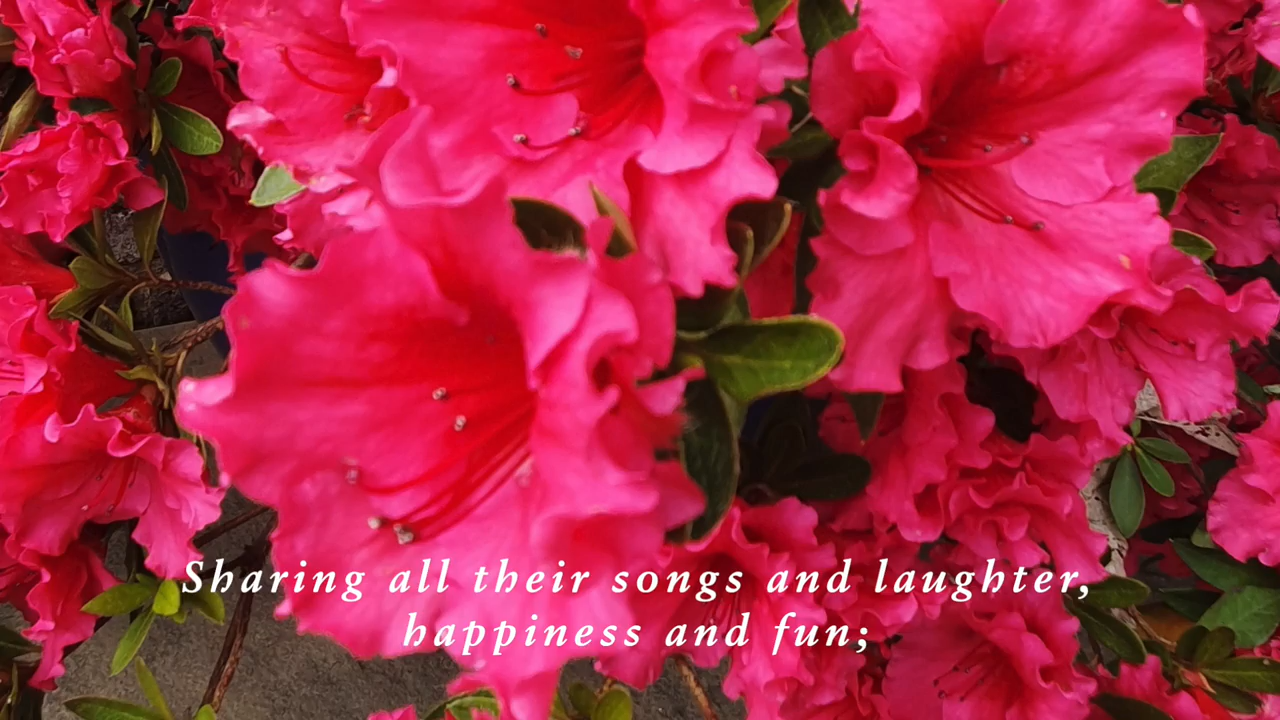 Sharing all their songs and laughter,
happiness and fun;